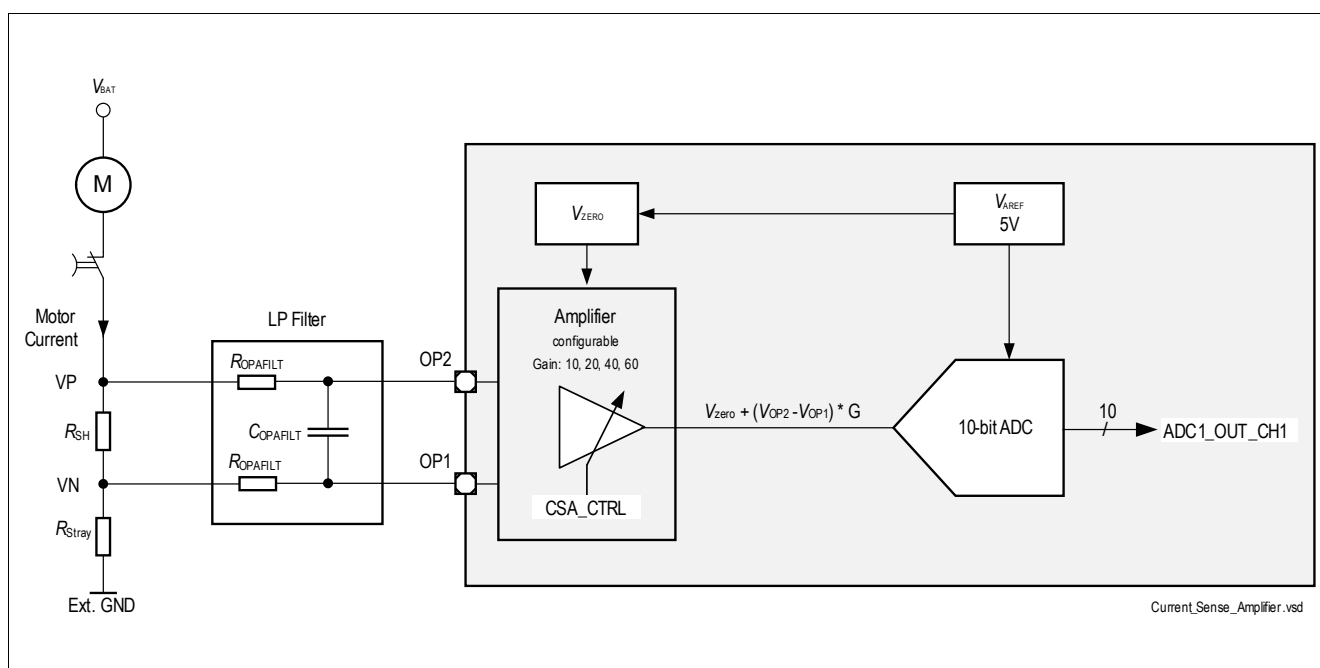 VBAT
M
Motor
Current
VP
RSH
VN
RStray
Ext. GND
LP Filter
ROPAFILT
COPAFILT
ROPAFILT
OP2
OP1
VZERO
Amplifier
configurable
Gain: 10, 20, 40, 60
CSA_CTRL
Vzero + (VOP2 -VOP1) * G
VAREF
5V
10-bit ADC
10
ADC1_OUT_CH1
Current_Sense_Amplifier.vsd